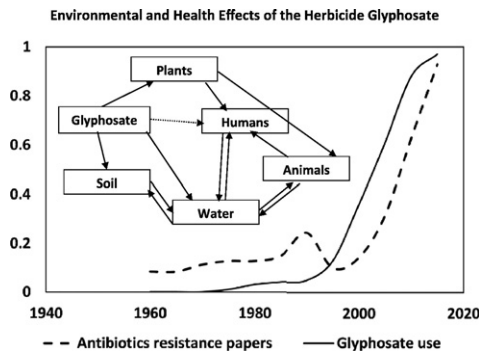 Environmental and Health Effects of the Herbicide Glyphosate
1
Plants
0.8
Glyphosate
Humans
0.6
Animals
Soil
0.4
Water
0.2
0
1940 1960 1980 2000 2020
Antibiotics resistance papers Glyphosate use